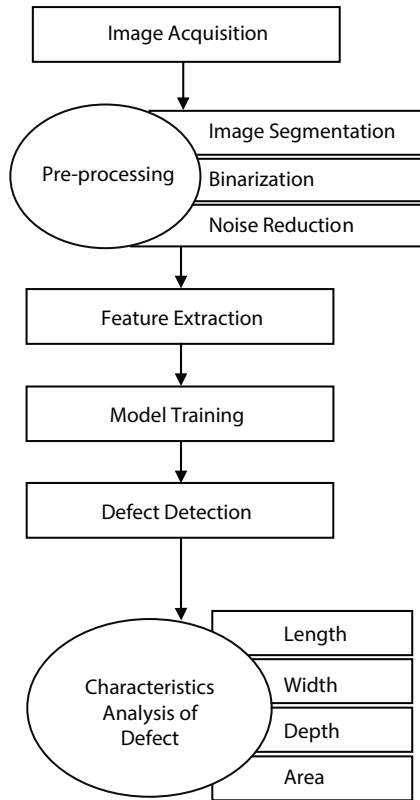 Image Acquisition
Image Segmentation
Pre-processing
Binarization
Noise Reduction
Feature Extraction
Model Training
Defect Detection
Length
Characteristics
Analysis of
Defect
Width
Depth
Area